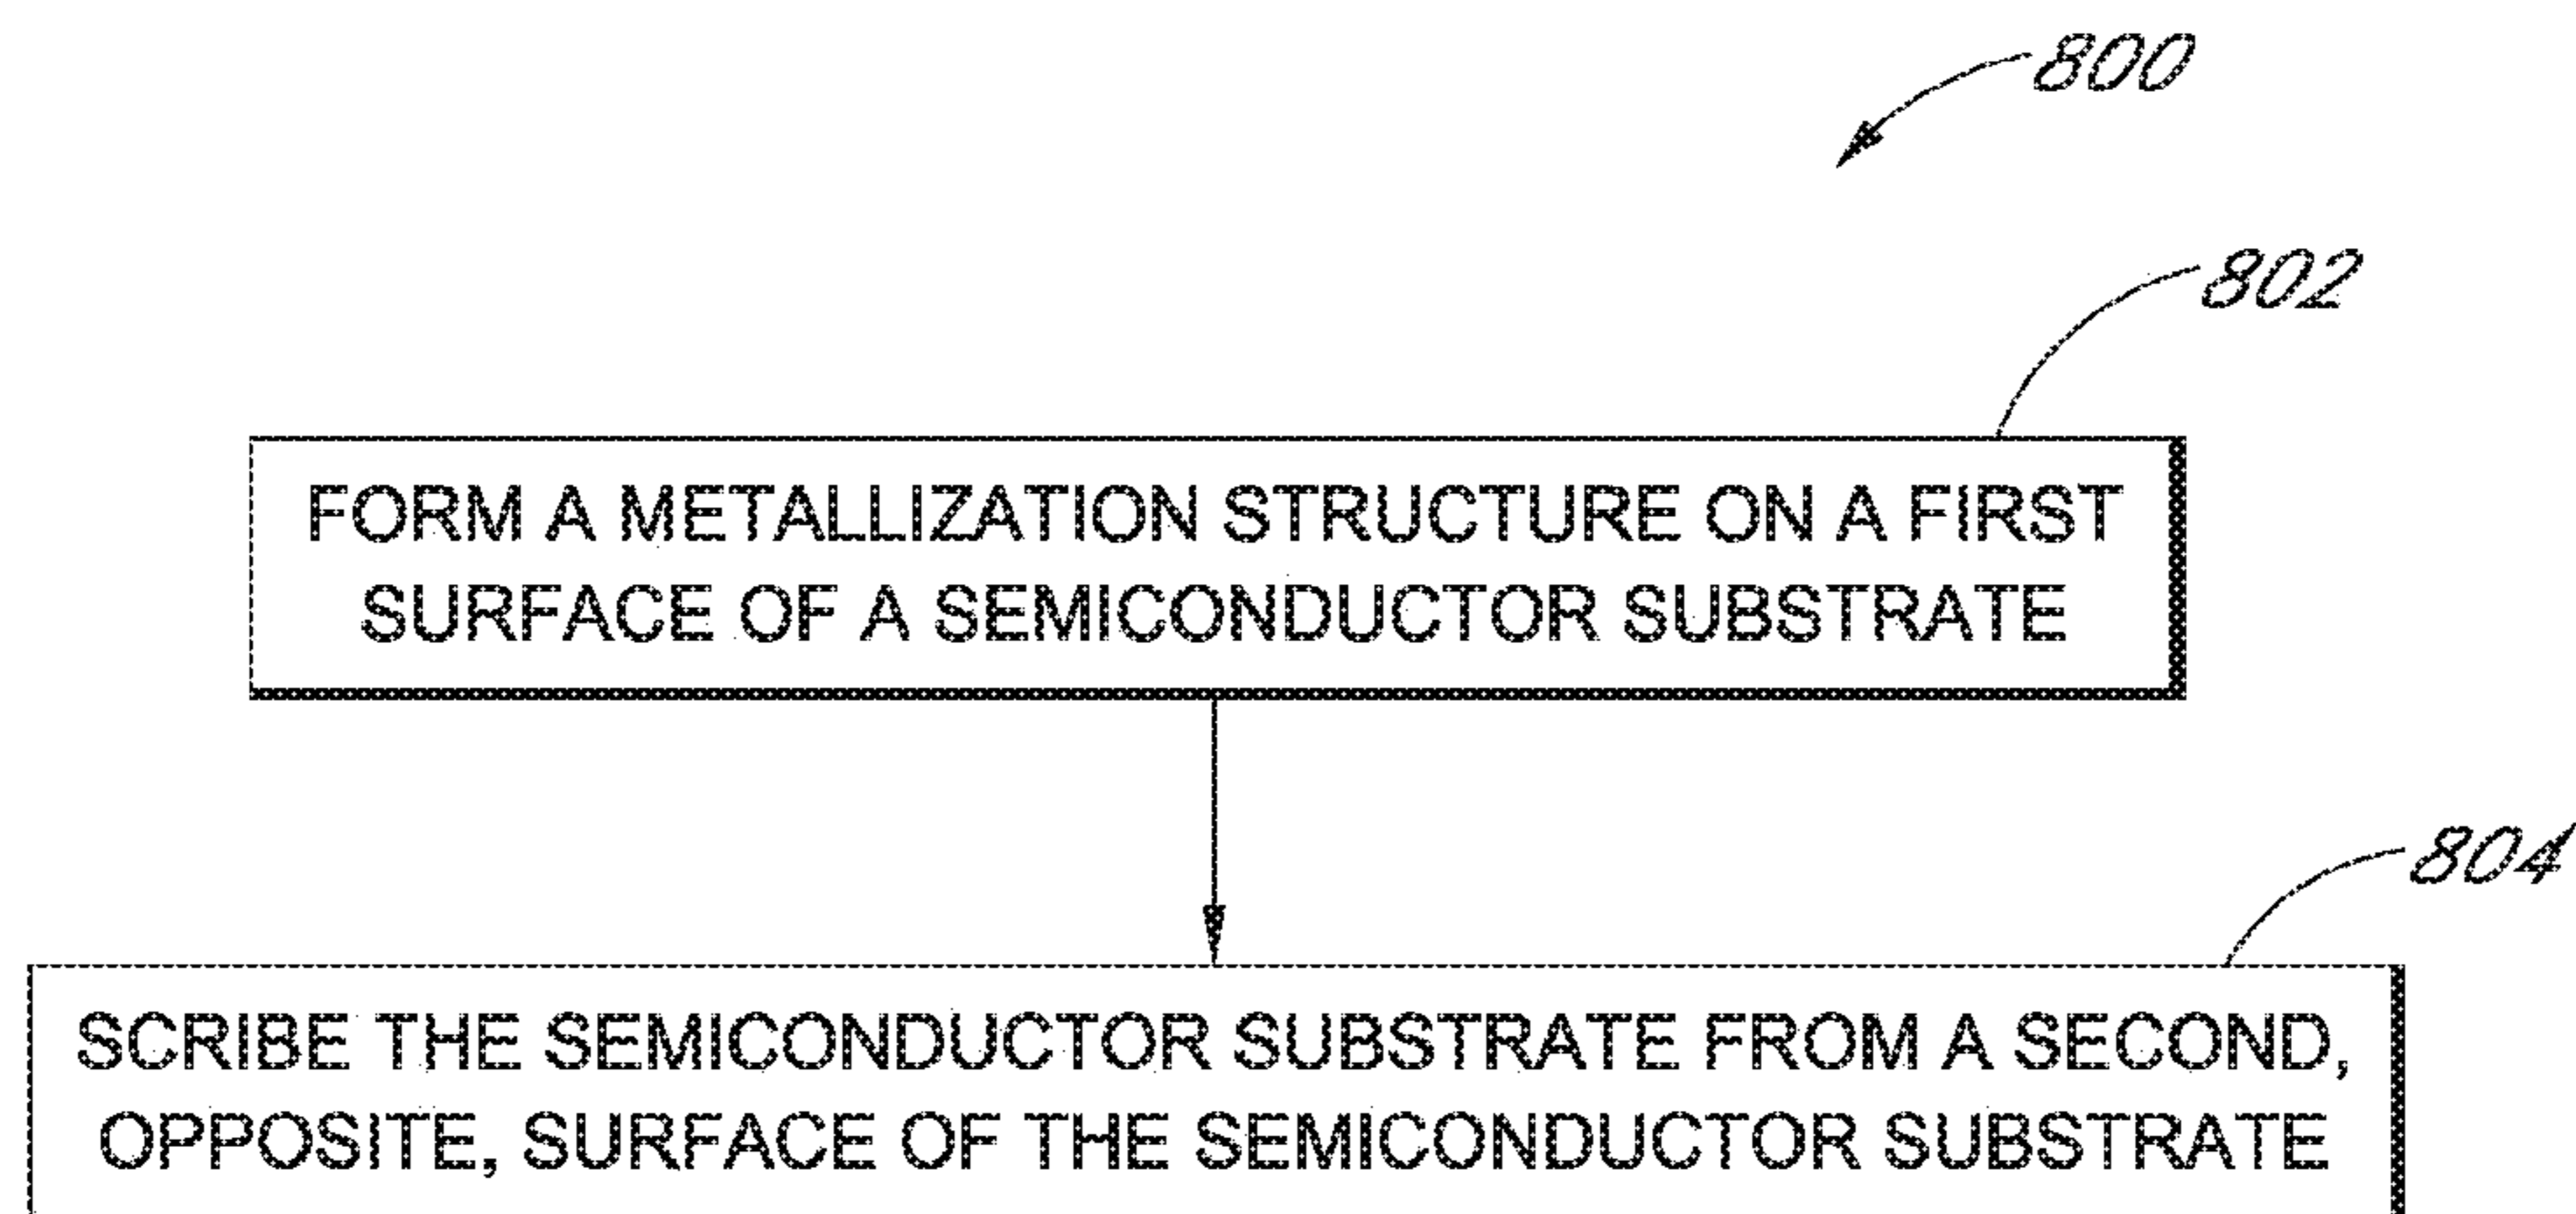 800
802
FORM A METALLIZATION STRUCTURE ON A FIRST
SURFACE OF A SEMICONDUCTOR SUBSTRATE
804
SCRIBE THE SEMICONDUCTOR SUBSTRATE FROM A SECOND,
OPPOSITE, SURFACE OF THE SEMICONDUCTOR SUBSTRATE